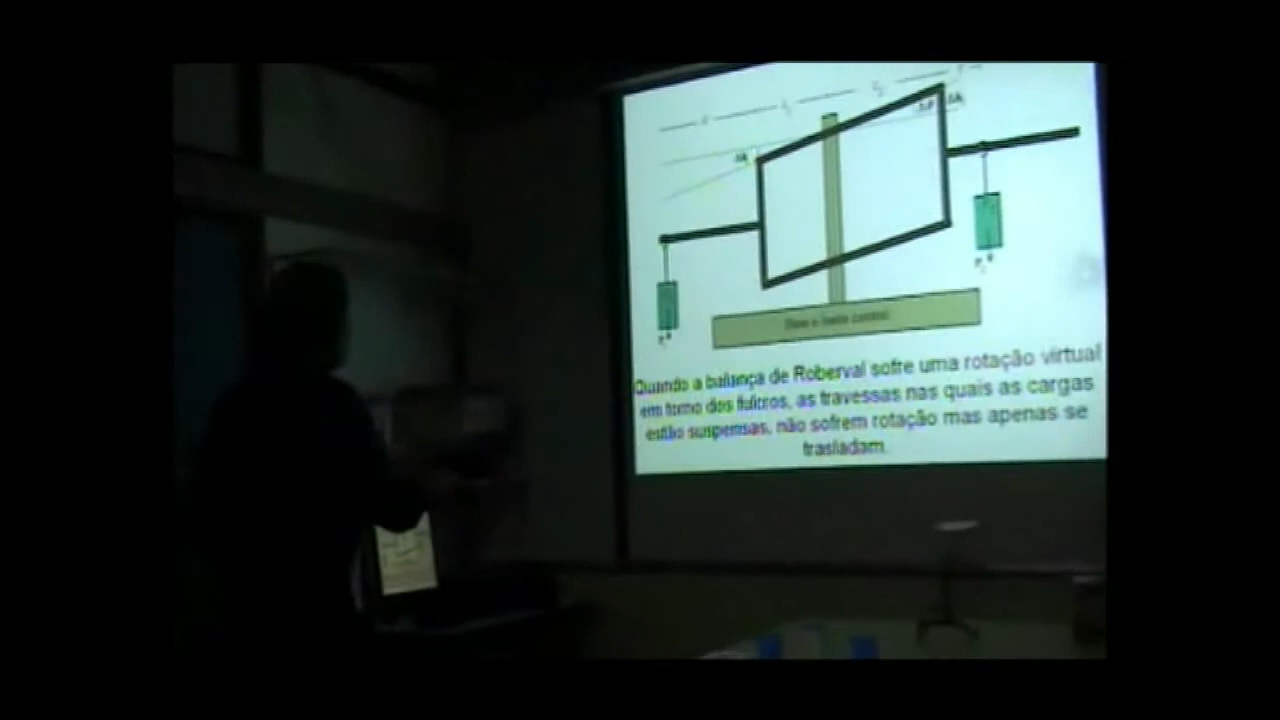 Quando a balança de Roberval sofre uma rotação virtual
em torno dos fulcros, as travessas nas quais as cargas
estão suspensas, não sofrem rotação mas apenas se
trasladam.